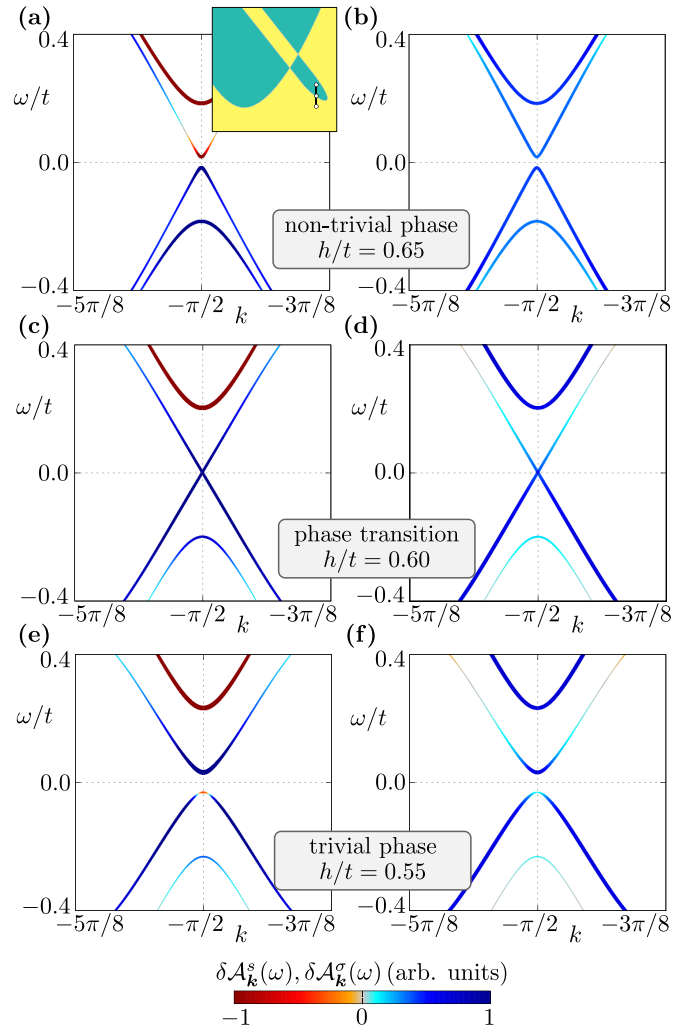 (a) (b)
0.4 0.4
ω/t ω/t
0.0 0.0
non-trivial phase
h/t = 0.65
−0.4 −0.4
−5π/8 −π/2 k −3π/8 −5π/8 −π/2 k −3π/8
(c) (d)
0.4 0.4
ω/t ω/t
0.0 0.0
phase transition
h/t = 0.60
−0.4 −0.4
−5π/8 −π/2 k −3π/8 −5π/8 −π/2 k −3π/8
(e) (f)
0.4 0.4
ω/t ω/t
0.0 0.0
trivial phase
h/t = 0.55
−0.4 −0.4
−5π/8 −π/2 k −3π/8 −5π/8 −π/2 k −3π/8
δ𝒜ₖˢ(ω), δ𝒜ₖ^σ(ω) (arb. units)
−1 0 1